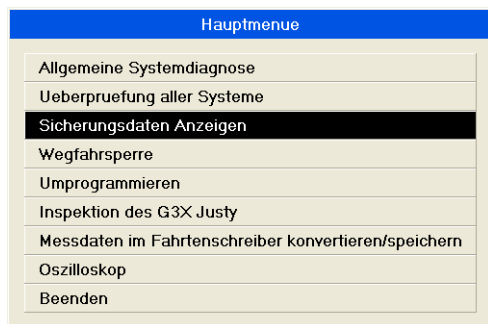 Hauptmenue
Allgemeine Systemdiagnose
Ueberpruefung aller Systeme
Sicherungsdaten Anzeigen
Wegfahrsperre
Umprogrammieren
Inspektion des G3X Justy
Messdaten im Fahrtenschreiber konvertieren/speichern
Oszilloskop
Beenden